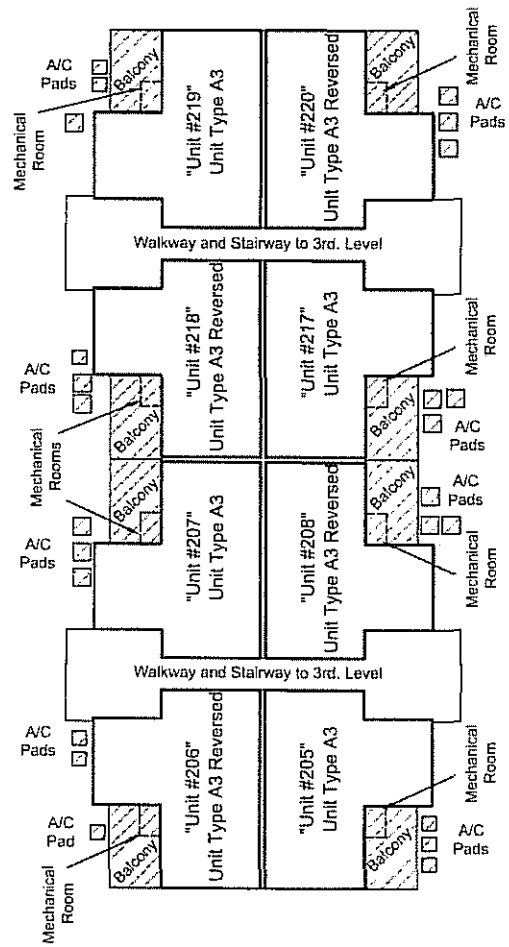 A/C
Pads
Mechanical
Room
Balcony
"Unit #219"
Unit Type A3
"Unit #220"
Unit Type A3 Reversed
Balcony
Mechanical
Room
A/C
Pads
Walkway and Stairway to 3rd. Level
A/C
Pads
Balcony
"Unit #218"
Unit Type A3 Reversed
"Unit #217"
Unit Type A3
Balcony
Mechanical
Room
A/C
Pads
Mechanical
Rooms
A/C
Pads
Balcony
"Unit #207"
Unit Type A3
"Unit #208"
Unit Type A3 Reversed
Balcony
A/C
Pads
Mechanical
Room
Walkway and Stairway to 3rd. Level
A/C
Pads
A/C
Pad
Mechanical
Room
Balcony
"Unit #206"
Unit Type A3 Reversed
"Unit #205"
Unit Type A3
Balcony
Mechanical
Room
A/C
Pads